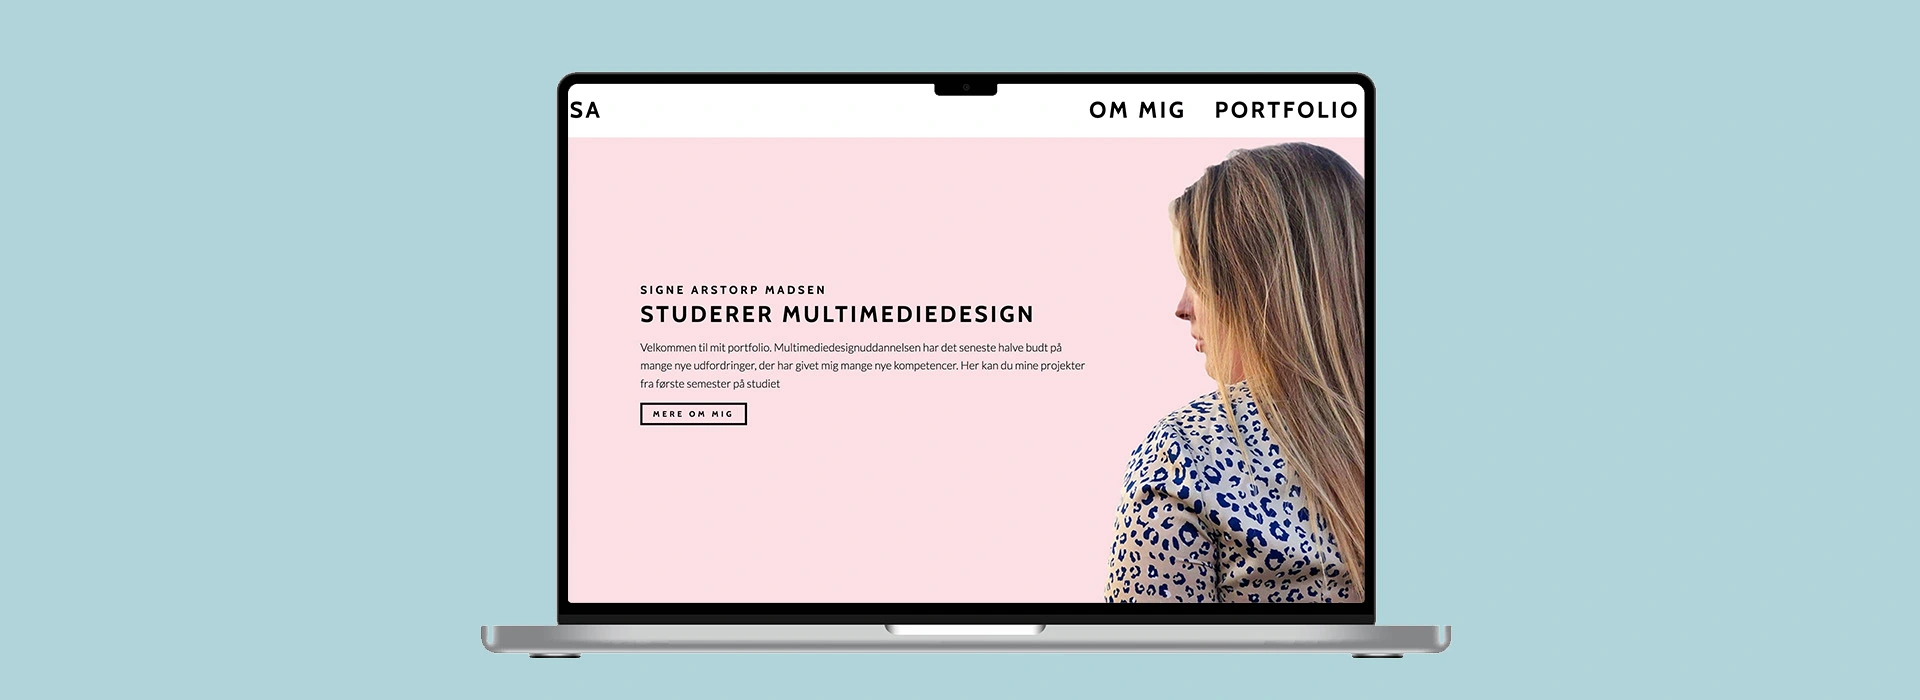 SA OM MIG PORTFOLIO
SIGNE ARSTORP MADSEN
STUDERER MULTIMEDIEDESIGN
Velkommen til mit portfolio. Multimediedesignuddannelsen har det seneste halve budt på
mange nye udfordringer, der har givet mig mange nye kompetencer. Her kan du mine projekter
fra første semester på studiet
MERE OM MIG